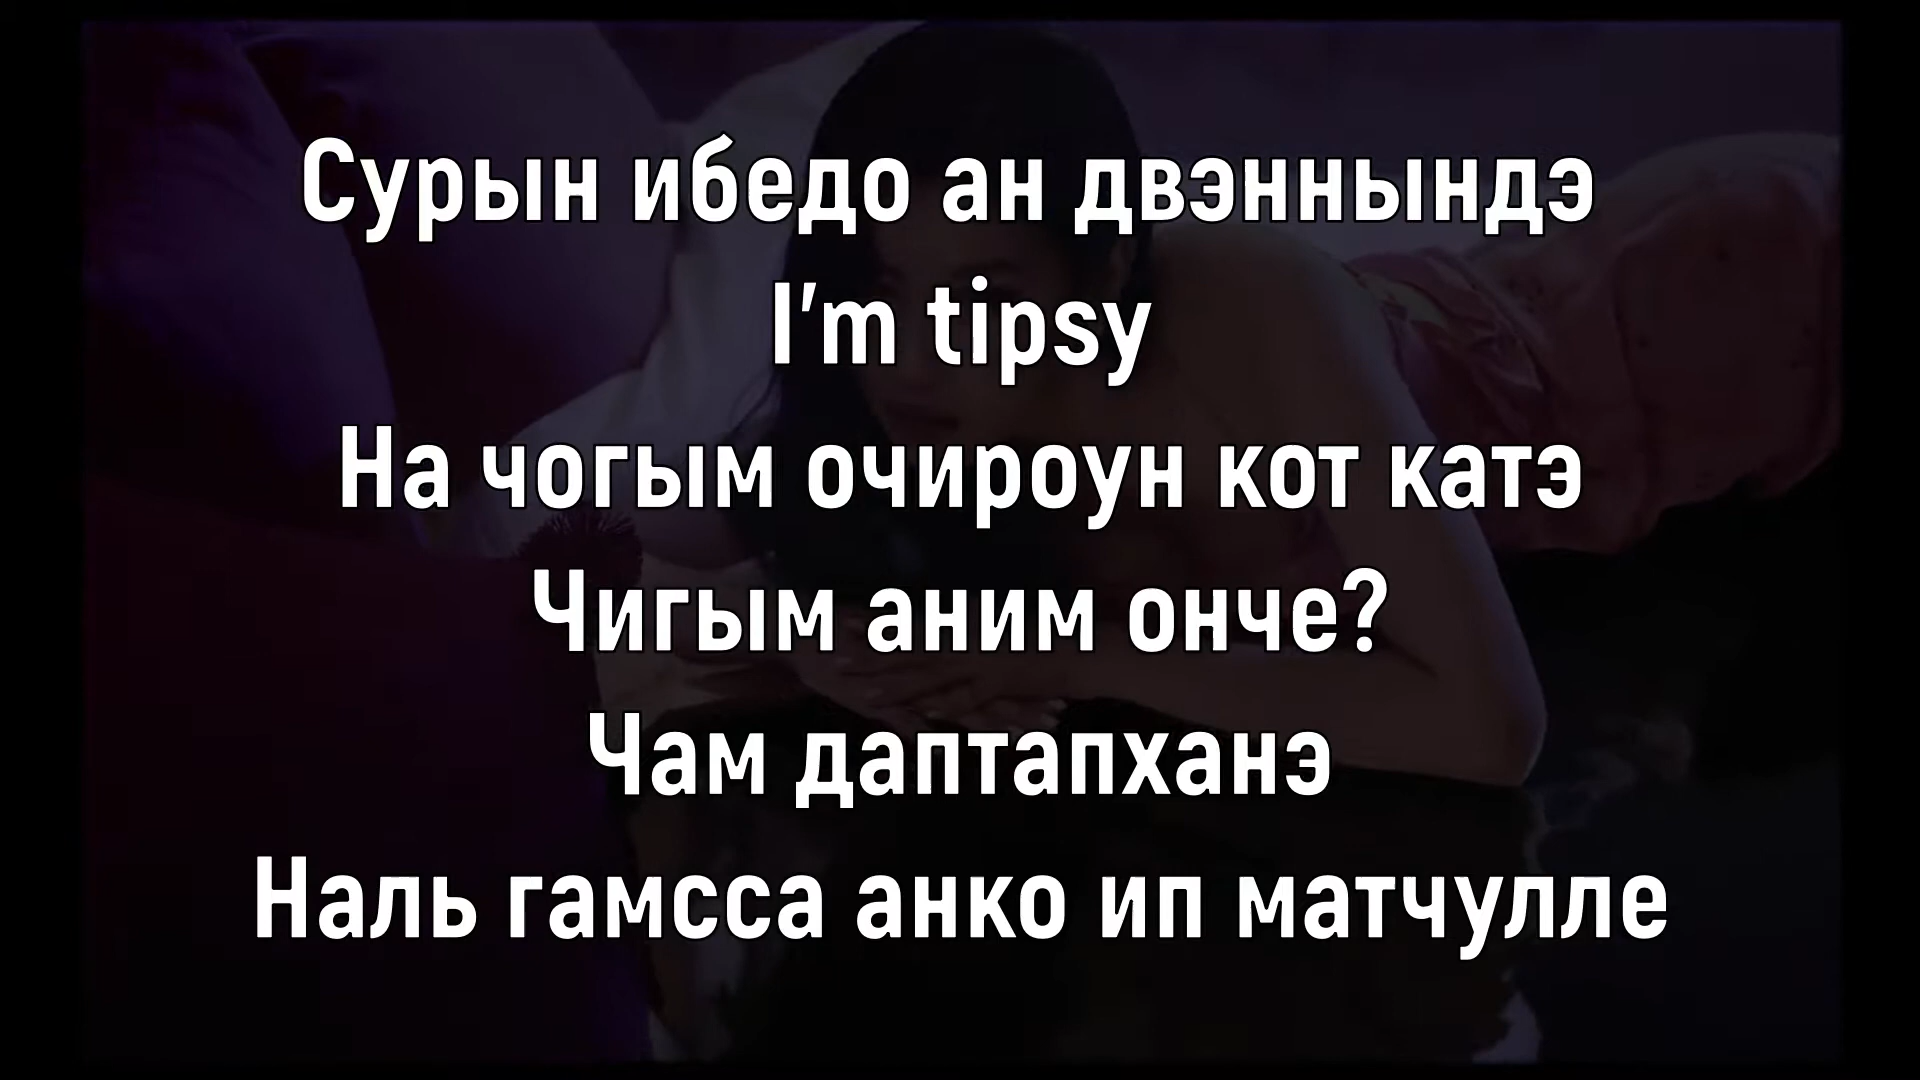 Сурын ибедо ан двэннындэ
I'm tipsy
На чогым очироун кот катэ
Чигым аним онче?
Чам даптапханэ
Наль гамсса анко ип матчулле